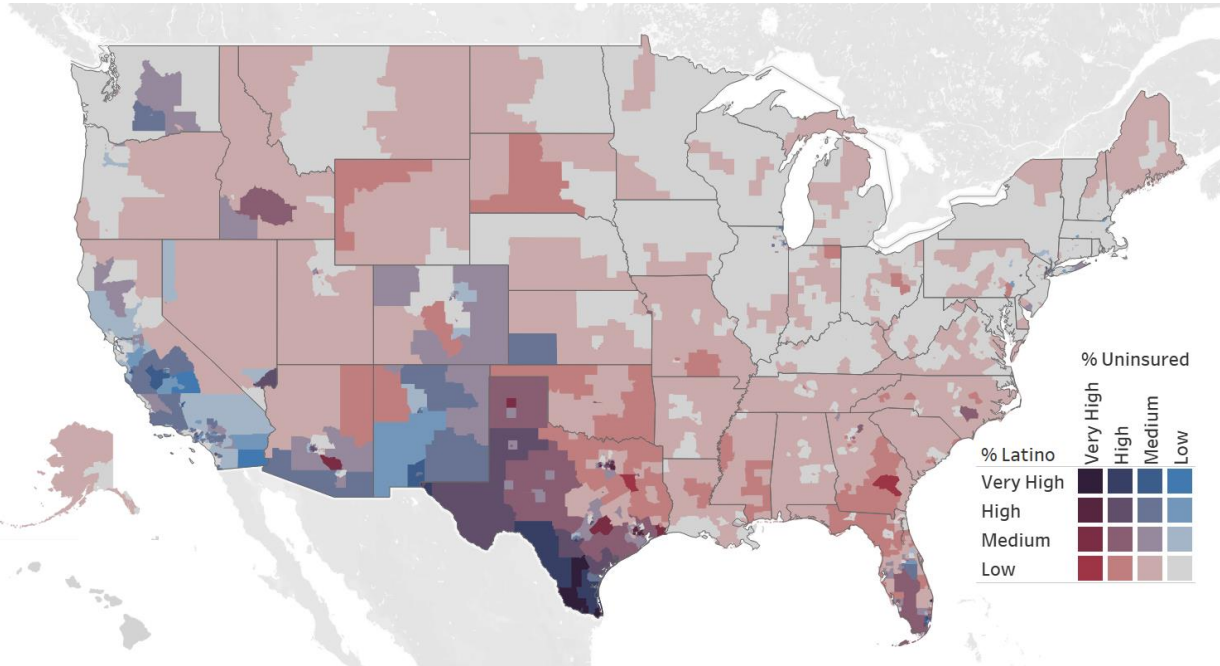 % Uninsured
Very High
High
Medium
Low
% Latino
Very High
High
Medium
Low